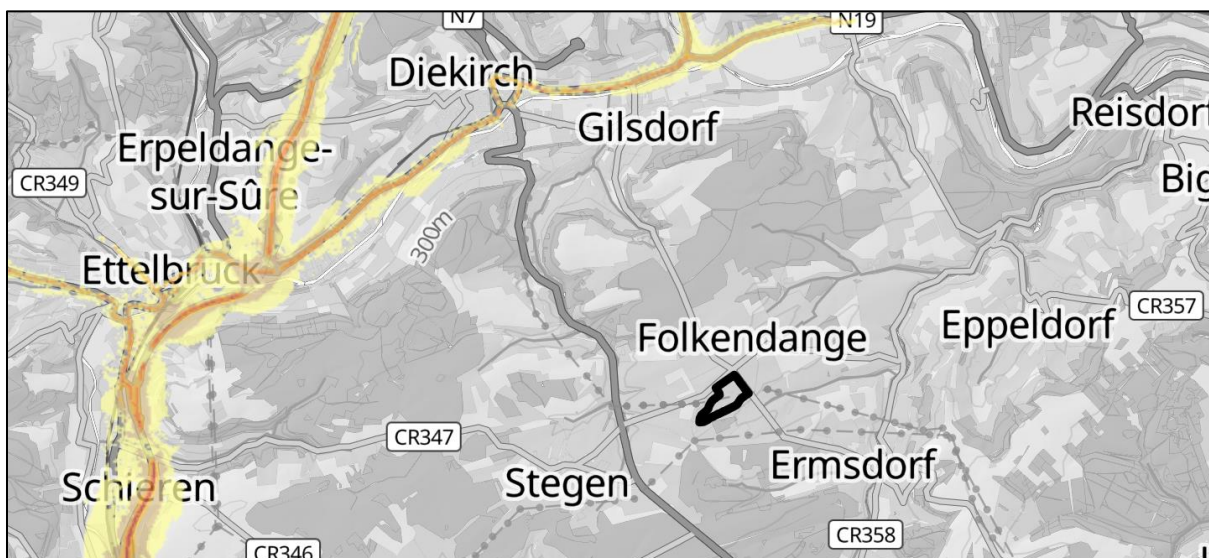 N7
N19
Diekirch
Gilsdorf
Reisdorf
Erpeldange-
sur-Sûre
CR349
Big
300m
Ettelbruck
CR357
Folkendange
Eppeldorf
CR347
Schieren
Stegen
Ermsdorf
CR346
CR358